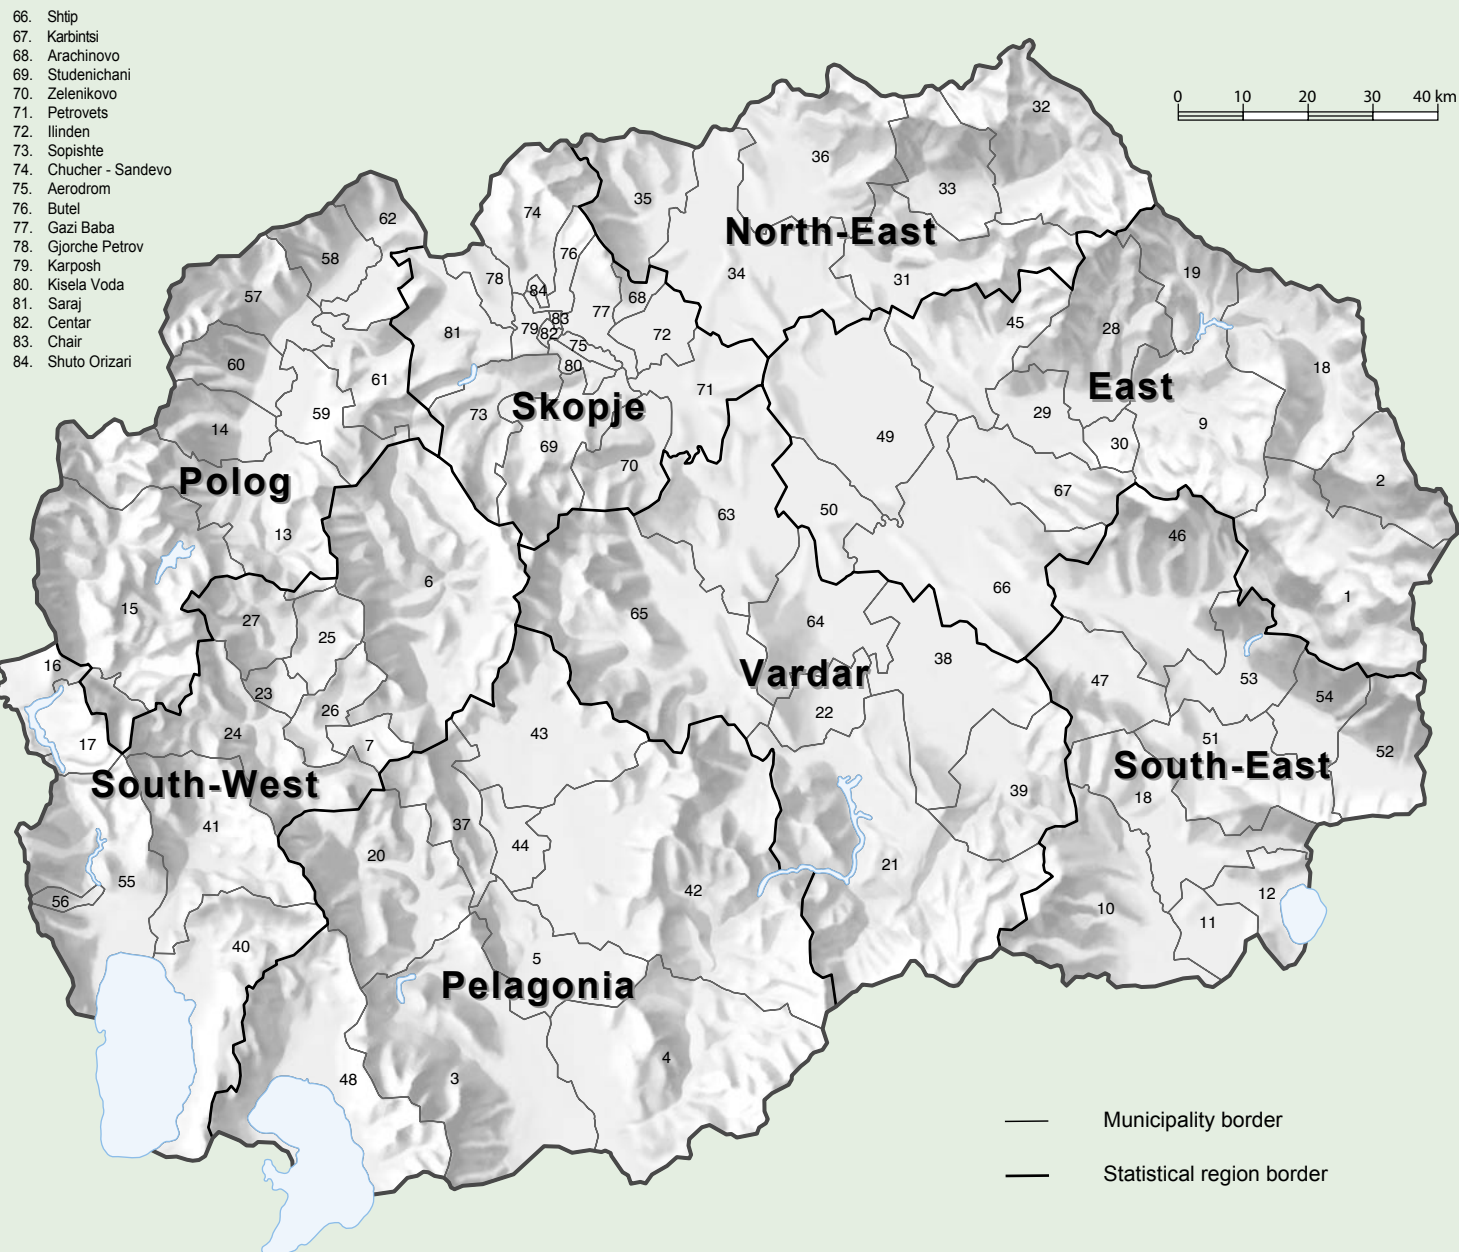 66. Shtip
67. Karbintsi
68. Arachinovo
69. Studenichani
70. Zelenikovo
71. Petrovets
72. Ilinden
73. Sopishte
74. Chucher - Sandevo
75. Aerodrom
76. Butel
77. Gazi Baba
78. Gjorche Petrov
79. Karposh
80. Kisela Voda
81. Saraj
82. Centar
83. Chair
84. Shuto Orizari
0 10 20 30 40 km
32
36
33
35
62
74
North-East
76
58
34
31
19
78
84
68
57
77
45
28
83
79
82
81
72
75
80
60
61
18
East
71
Skopje
59
73
29
9
14
49
30
69
70
Polog
2
67
63
50
13
46
6
66
1
15
65
27
64
25
38
16
Vardar
47
53
23
54
26
22
24
43
51
7
17
52
South-East
South-West
39
18
41
37
44
20
21
55
42
12
56
10
11
40
5
Pelagonia
4
48
3
Municipality border
Statistical region border